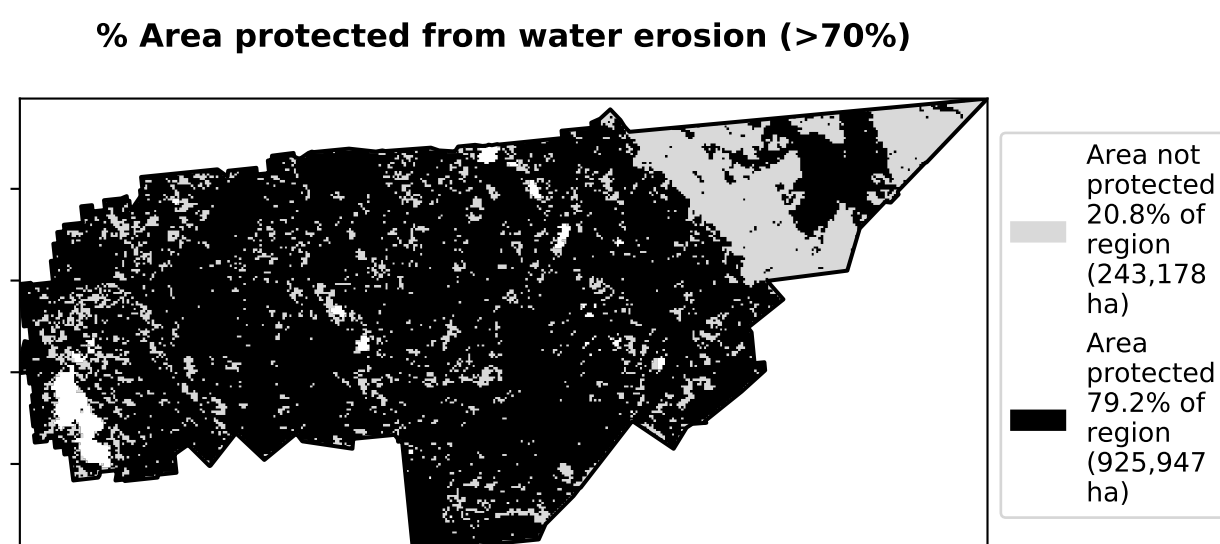 % Area protected from water erosion (>70%)
Area not
protected
20.8% of
region
(243,178
ha)
Area
protected
79.2% of
region
(925,947
ha)